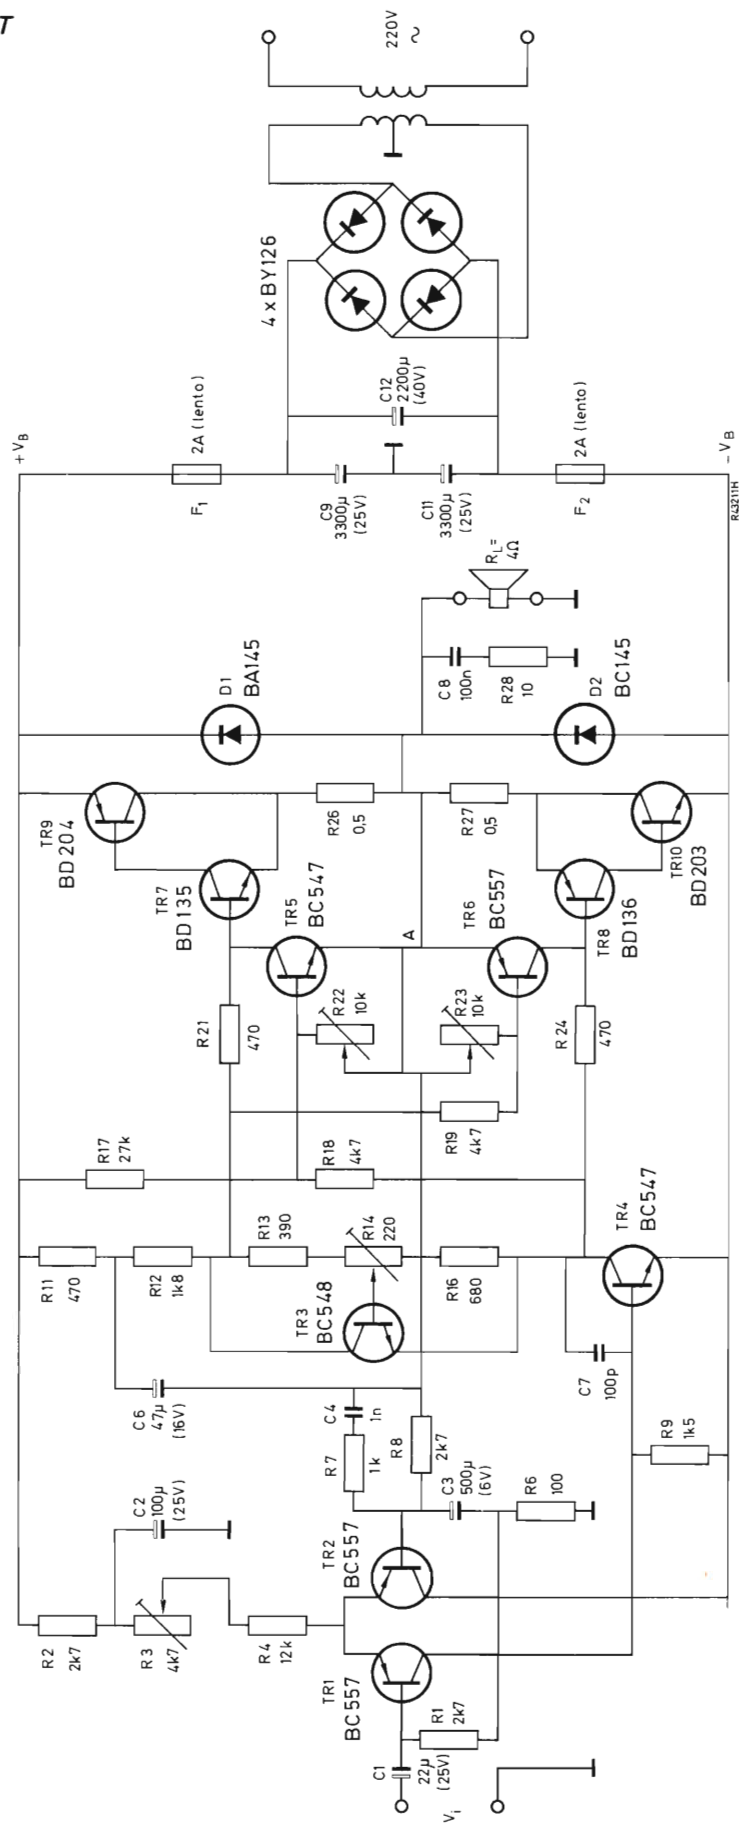 T
220V
~
4 x BY126
+ VB
2A (lento)
F1
C9
3300µ
(25V)
C12
2200µ
(40V)
C11
3300µ
(25V)
F2
2A (lento)
- VB
R43211H
RL=
4Ω
C8
100n
R28
10
D1
BA145
D2
BC145
TR9
BD204
R26
0,5
R27
0,5
TR10
BD203
TR7
BD135
TR8
BD136
TR5
BC547
A
TR6
BC557
R21
470
R22
10k
R23
10k
R24
470
R19
4k7
R17
27k
R18
4k7
R11
470
R12
1k8
R13
390
R14
220
R16
680
TR4
BC547
TR3
BC548
C7
100p
C6
47µ
(16V)
C4
1n
R7
1k
R8
2k7
R9
1k5
C2
100µ
(25V)
C3
500µ
(6V)
R6
100
TR2
BC557
R2
2k7
R3
4k7
R4
12k
TR1
BC557
R1
2k7
C1
22µ
(25V)
Vi